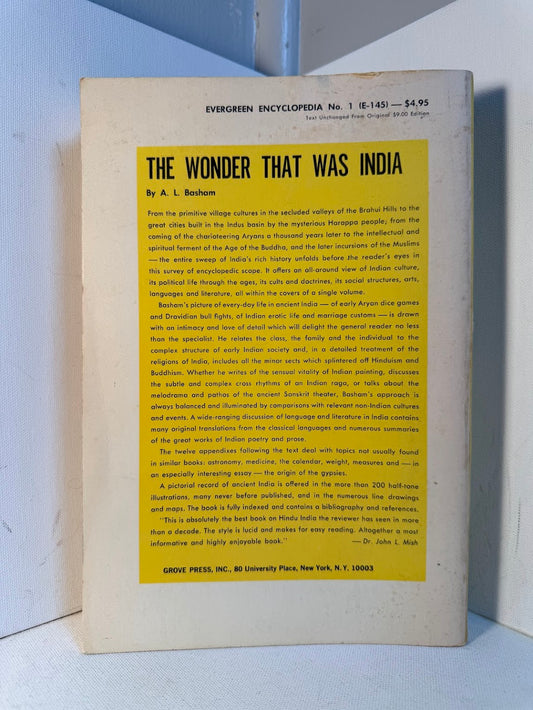 EVERGREEN ENCYCLOPEDIA No. 1 (E-145) — $4.95
Text Unchanged From Original $9.00 Edition
THE WONDER THAT WAS INDIA
By A. L. Basham
From the primitive village cultures in the secluded valleys of the Brahui Hills to the
great cities built in the Indus basin by the mysterious Harappa people; from the
coming of the charioteering Aryans a thousand years later to the intellectual and
spiritual ferment of the Age of the Buddha, and the later incursions of the Muslims
— the entire sweep of India's rich history unfolds before the reader's eyes in
this survey of encyclopedic scope. It offers an all-around view of Indian culture,
its political life through the ages, its cults and doctrines, its social structures, arts,
languages and literature, all within the covers of a single volume.
Basham's picture of every-day life in ancient India — of early Aryan dice games
and Dravidian bull fights, of Indian erotic life and marriage customs — is drawn
with an intimacy and love of detail which will delight the general reader no less
than the specialist. He relates the class, the family and the individual to the
complex structure of early Indian society and, in a detailed treatment of the
religions of India, includes all the minor sects which splintered off Hinduism and
Buddhism. Whether he writes of the sensual vitality of Indian painting, discusses
the subtle and complex cross rhythms of an Indian raga, or talks about the
melodrama and pathos of the ancient Sanskrit theater, Basham's approach is
always balanced and illuminated by comparisons with relevant non-Indian cultures
and events. A wide-ranging discussion of language and literature in India contains
many original translations from the classical languages and numerous summaries
of the great works of Indian poetry and prose.
The twelve appendixes following the text deal with topics not usually found
in similar books: astronomy, medicine, the calendar, weight, measures and — in
an especially interesting essay — the origin of the gypsies.
A pictorial record of ancient India is offered in the more than 200 half-tone
illustrations, many never before published, and in the numerous line drawings
and maps. The book is fully indexed and contains a bibliography and references.
"This is absolutely the best book on Hindu India the reviewer has seen in more
than a decade. The style is lucid and makes for easy reading. Altogether a most
informative and highly enjoyable book." — Dr. John L. Mish
GROVE PRESS, INC., 80 University Place, New York, N. Y. 10003